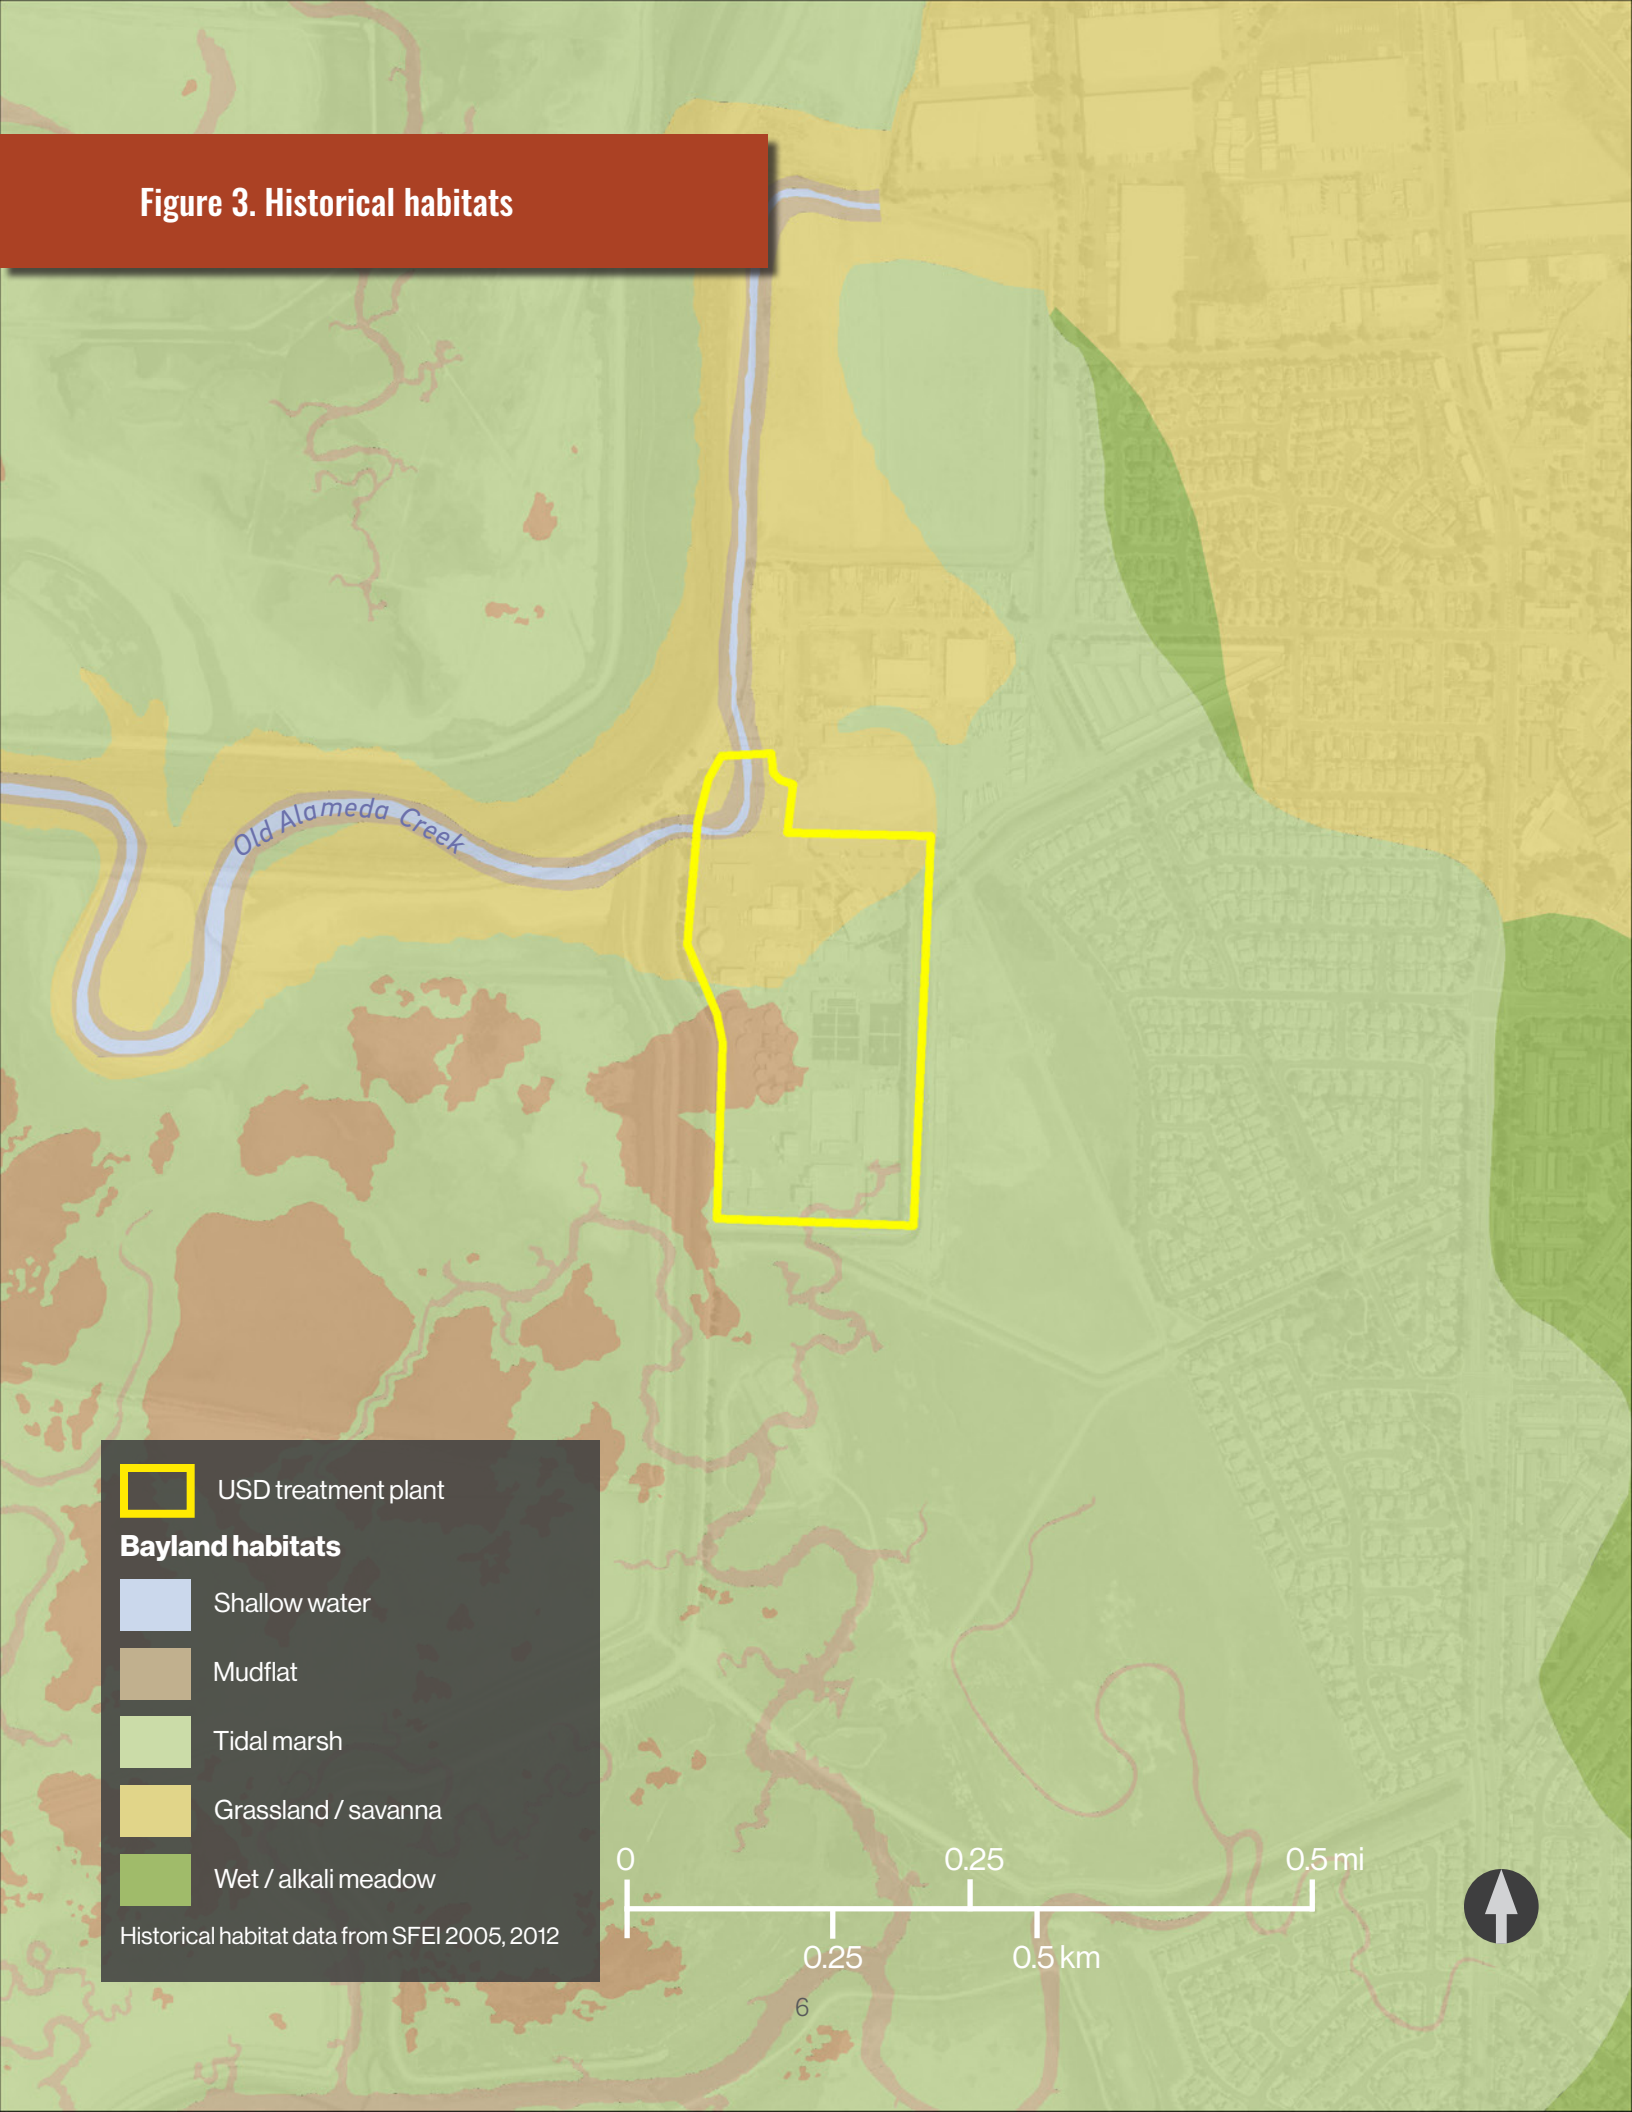 Figure 3. Historical habitats
Old Alameda Creek
USD treatment plant
Bayland habitats
Shallow water
Mudflat
Tidal marsh
Grassland / savanna
Wet / alkali meadow
Historical habitat data from SFEI 2005, 2012
0 0.25 0.5 mi
0.25 0.5 km
6